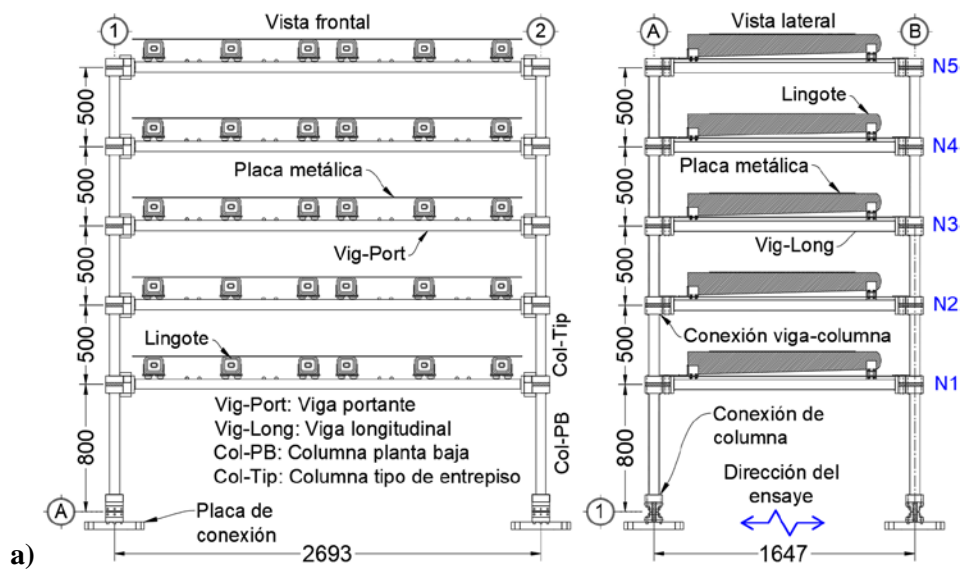 1
Vista frontal
2
A
Vista lateral
B
N5
500
Lingote
N4
500
Placa metálica
Placa metálica
N3
500
Vig-Port
Vig-Long
N2
500
Lingote
Col-Tip
Conexión viga-columna
N1
500
500
500
500
800
Vig-Port: Viga portante
Vig-Long: Viga longitudinal
Col-PB: Columna planta baja
Col-Tip: Columna tipo de entrepiso
Col-PB
800
Conexión de
columna
Dirección del
ensaye
A
Placa de
conexión
1
a)
2693
1647